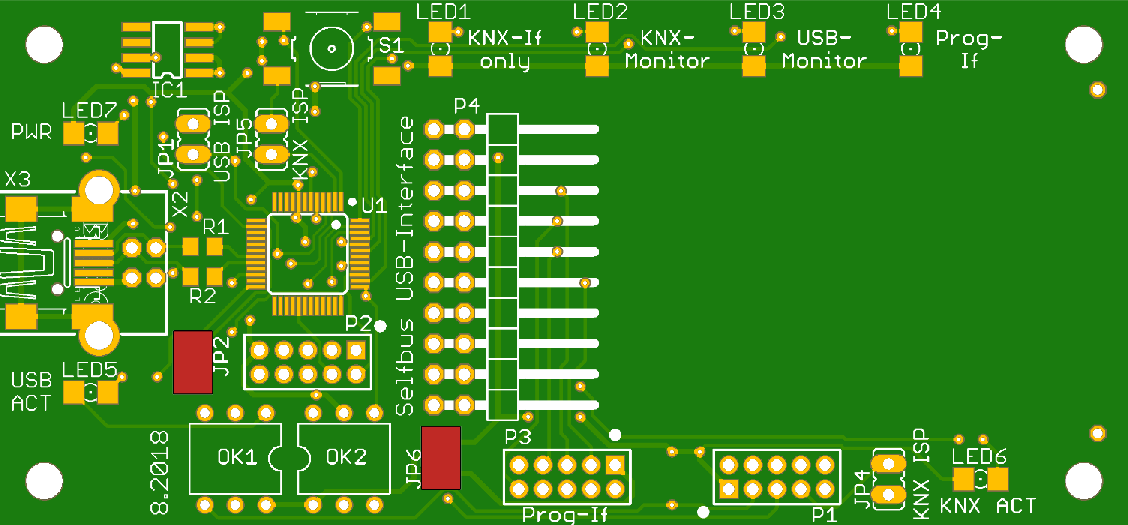 LED1
LED2
LED3
LED4
KNX-If
only
KNX-
Monitor
USB-
Monitor
Prog-
If
S1
IC1
LED7
PWR
ISP
JP1
USB
ISP
JP5
KNX
P4
X3
X2
U1
R1
R2
Selfbus USB-Interface
P2
JP2
LED5
USB
ACT
8.2018
OK1
OK2
JP6
P3
Prog-If
P1
ISP
JP4
KNX
LED6
KNX ACT